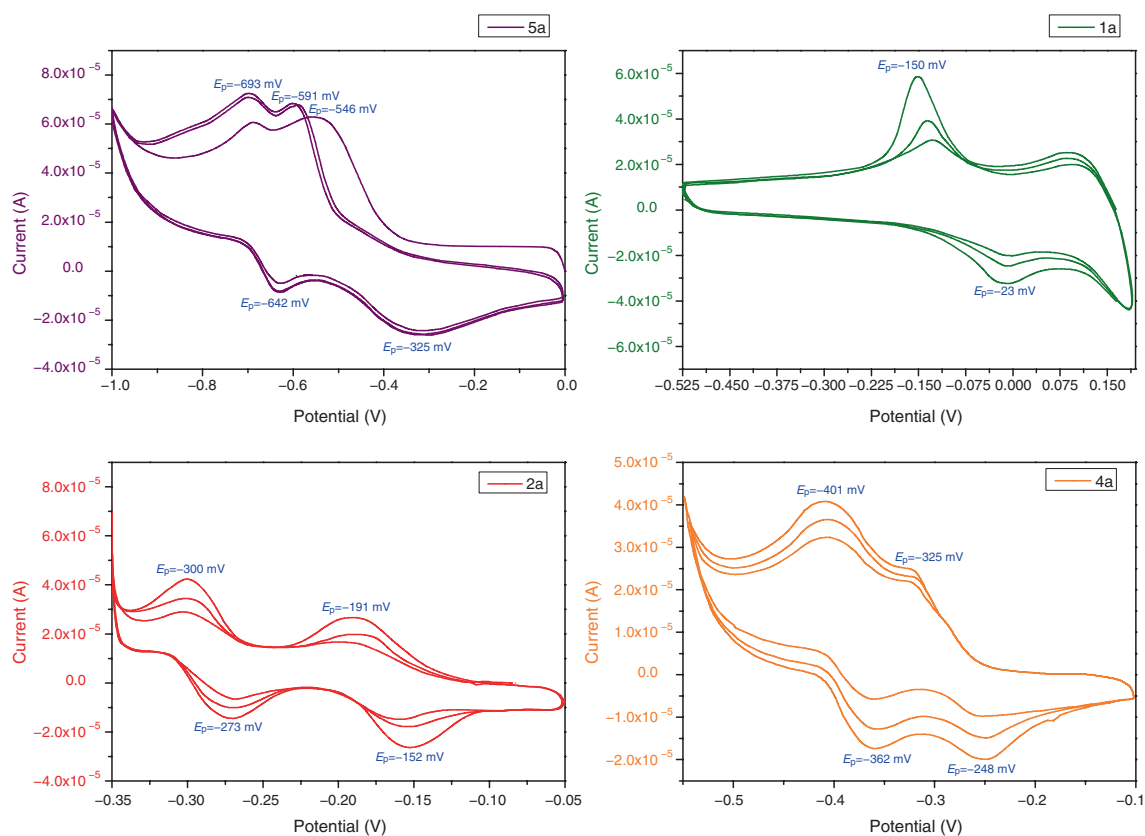 5a
Eₚ=−693 mV
Eₚ=−591 mV
Eₚ=−546 mV
Eₚ=−642 mV
Eₚ=−325 mV
8.0x10⁻⁵
6.0x10⁻⁵
4.0x10⁻⁵
2.0x10⁻⁵
0.0
−2.0x10⁻⁵
−4.0x10⁻⁵
Current (A)
−1.0 −0.8 −0.6 −0.4 −0.2 0.0
Potential (V)
1a
Eₚ=−150 mV
Eₚ=−23 mV
8.0x10⁻⁵
6.0x10⁻⁵
4.0x10⁻⁵
2.0x10⁻⁵
0.0
−2.0x10⁻⁵
−4.0x10⁻⁵
−6.0x10⁻⁵
Current (A)
−0.525 −0.450 −0.375 −0.300 −0.225 −0.150 −0.075 0.000 0.075 0.150
Potential (V)
2a
Eₚ=−300 mV
Eₚ=−191 mV
Eₚ=−273 mV
Eₚ=−152 mV
8.0x10⁻⁵
6.0x10⁻⁵
4.0x10⁻⁵
2.0x10⁻⁵
0.0
−2.0x10⁻⁵
−4.0x10⁻⁵
Current (A)
−0.35 −0.30 −0.25 −0.20 −0.15 −0.10 −0.05
Potential (V)
4a
Eₚ=−401 mV
Eₚ=−325 mV
Eₚ=−362 mV
Eₚ=−248 mV
5.0x10⁻⁵
4.0x10⁻⁵
3.0x10⁻⁵
2.0x10⁻⁵
1.0x10⁻⁵
0.0
−5.0x10⁻⁵
−1.5x10⁻⁵
−2.0x10⁻⁵
Current (A)
−0.5 −0.4 −0.3 −0.2 −0.1
Potential (V)